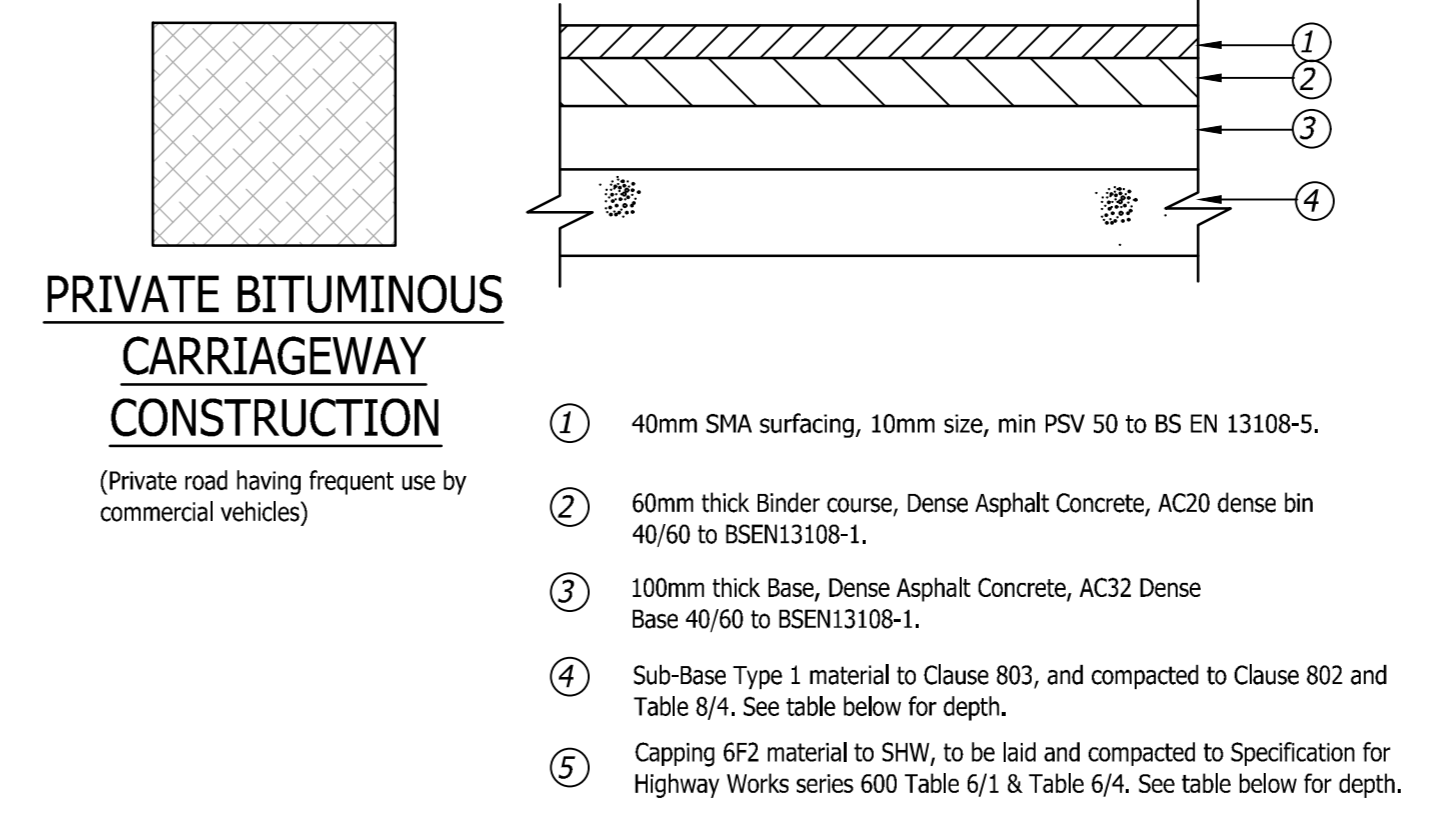 1
2
3
4
PRIVATE BITUMINOUS
CARRIAGEWAY
CONSTRUCTION
(Private road having frequent use by
commercial vehicles)
1 40mm SMA surfacing, 10mm size, min PSV 50 to BS EN 13108-5.
2 60mm thick Binder course, Dense Asphalt Concrete, AC20 dense bin
40/60 to BSEN13108-1.
3 100mm thick Base, Dense Asphalt Concrete, AC32 Dense
Base 40/60 to BSEN13108-1.
4 Sub-Base Type 1 material to Clause 803, and compacted to Clause 802 and
Table 8/4. See table below for depth.
5 Capping 6F2 material to SHW, to be laid and compacted to Specification for
Highway Works series 600 Table 6/1 & Table 6/4. See table below for depth.